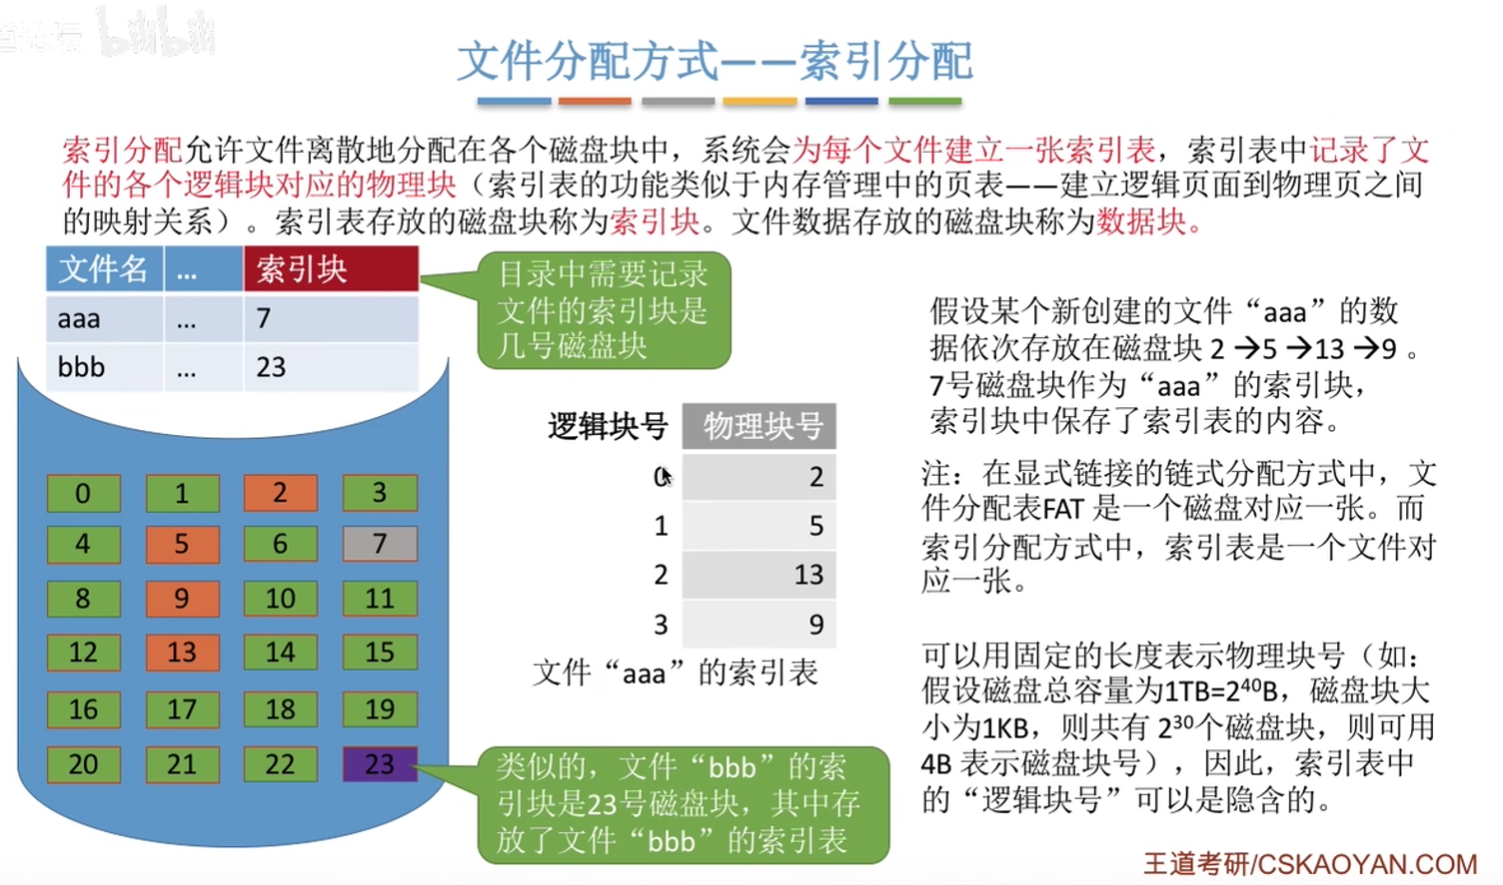 bilibili
文件分配方式——索引分配
索引分配允许文件离散地分配在各个磁盘块中，系统会为每个文件建立一张索引表，索引表中记录了文
件的各个逻辑块对应的物理块（索引表的功能类似于内存管理中的页表——建立逻辑页面到物理页之间
的映射关系）。索引表存放的磁盘块称为索引块。文件数据存放的磁盘块称为数据块。
文件名 ... 索引块
aaa ... 7
bbb ... 23
目录中需要记录
文件的索引块是
几号磁盘块
0 1 2 3
4 5 6 7
8 9 10 11
12 13 14 15
16 17 18 19
20 21 22 23
逻辑块号 物理块号
0 2
1 5
2 13
3 9
文件“aaa”的索引表
类似的，文件“bbb”的索
引块是23号磁盘块，其中存
放了文件“bbb”的索引表
假设某个新创建的文件“aaa”的数
据依次存放在磁盘块 2 →5 →13 →9 。
7号磁盘块作为“aaa”的索引块，
索引块中保存了索引表的内容。
注：在显式链接的链式分配方式中，文
件分配表FAT 是一个磁盘对应一张。而
索引分配方式中，索引表是一个文件对
应一张。
可以用固定的长度表示物理块号（如：
假设磁盘总容量为1TB=2⁴⁰B，磁盘块大
小为1KB，则共有 2³⁰个磁盘块，则可用
4B 表示磁盘块号），因此，索引表中
的“逻辑块号”可以是隐含的。
王道考研/CSKAOYAN.COM